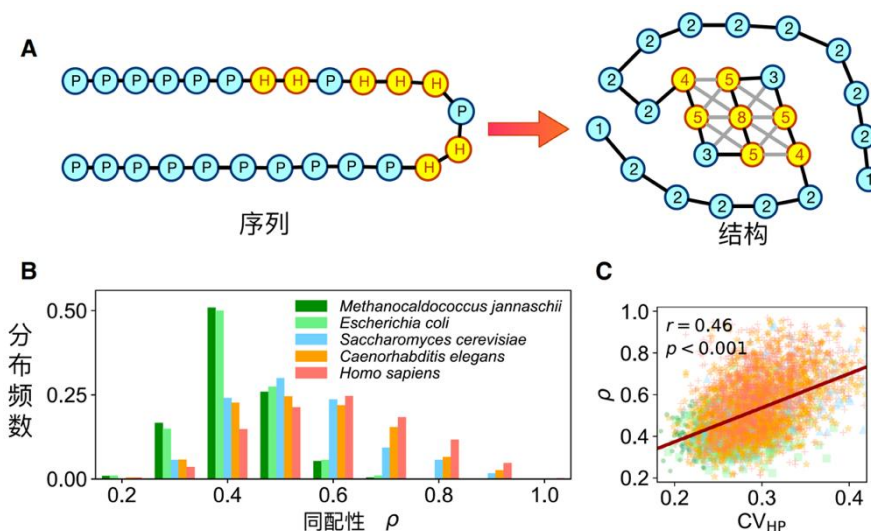 A
P P P P P P H H P H H H
P
H
P P P P P P P P P P H
序列
2 2 2 2
2
2 4 5 3 2
2
1 5 8 5 2
2 3 5 4 1
2 2 2 2
结构
B
分布频数
0.50
0.25
0.00
Methanocaldococcus jannaschii
Escherichia coli
Saccharomyces cerevisiae
Caenorhabditis elegans
Homo sapiens
0.2 0.4 0.6 0.8 1.0
同配性 ρ
C
1.0
0.8
0.6
0.4
0.2
ρ
r = 0.46
p < 0.001
0.2 0.3 0.4
CV_HP